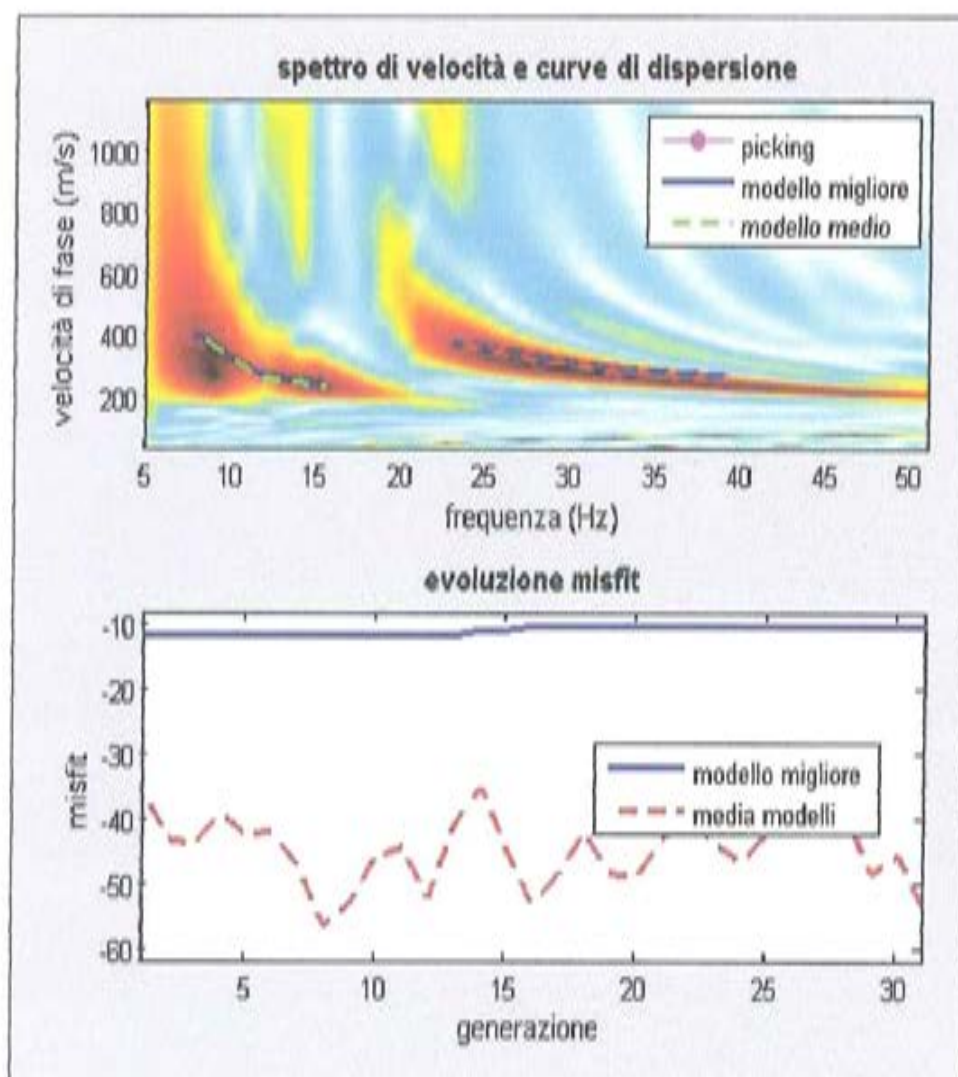 spettro di velocità e curve di dispersione
velocità di fase (m/s)
1000
800
600
400
200
picking
modello migliore
modello medio
5 10 15 20 25 30 35 40 45 50
frequenza (Hz)
evoluzione misfit
misfit
-10
-20
-30
-40
-50
-60
modello migliore
media modelli
5 10 15 20 25 30
generazione